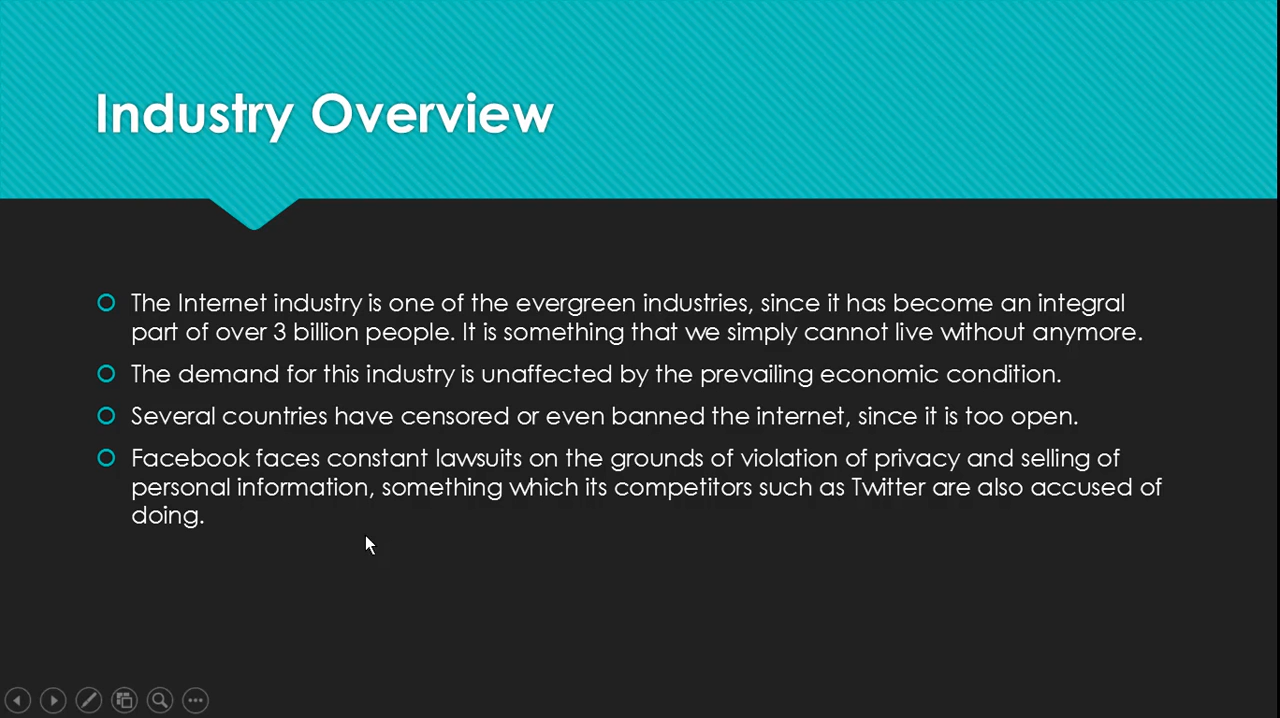 Industry Overview
The Internet industry is one of the evergreen industries, since it has become an integral
part of over 3 billion people. It is something that we simply cannot live without anymore.
The demand for this industry is unaffected by the prevailing economic condition.
Several countries have censored or even banned the internet, since it is too open.
Facebook faces constant lawsuits on the grounds of violation of privacy and selling of
personal information, something which its competitors such as Twitter are also accused of
doing.